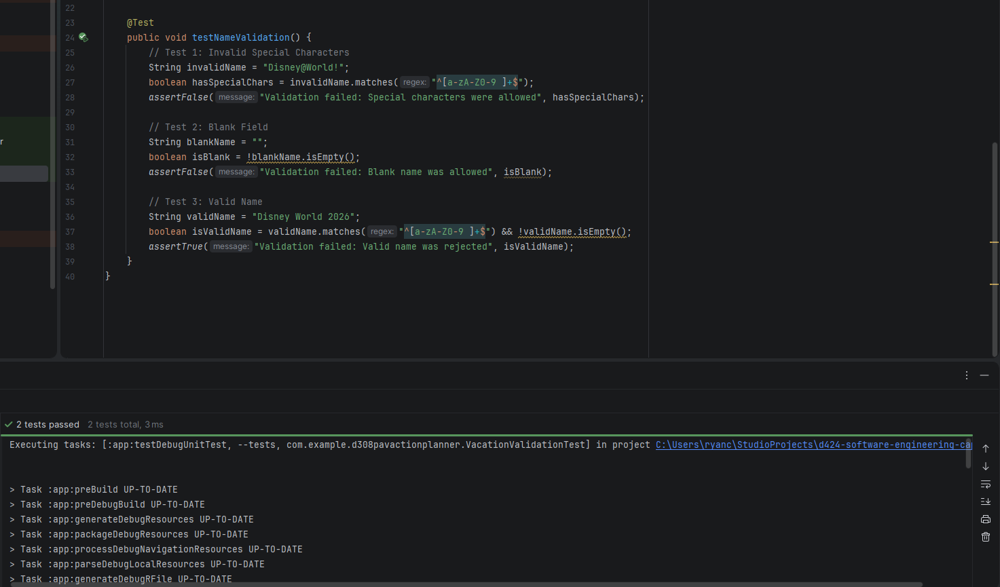 22
23 @Test
24 public void testNameValidation() {
25 // Test 1: Invalid Special Characters
26 String invalidName = "Disney@World!";
27 boolean hasSpecialChars = invalidName.matches( regex: "^[a-zA-Z0-9 ]+$");
28 assertFalse( message: "Validation failed: Special characters were allowed", hasSpecialChars);
29
30 // Test 2: Blank Field
r
31 String blankName = "";
32 boolean isBlank = !blankName.isEmpty();
33 assertFalse( message: "Validation failed: Blank name was allowed", isBlank);
34
35 // Test 3: Valid Name
36 String validName = "Disney World 2026";
37 boolean isValidName = validName.matches( regex: "^[a-zA-Z0-9 ]+$") && !validName.isEmpty();
38 assertTrue( message: "Validation failed: Valid name was rejected", isValidName);
39 }
40 }
2 tests passed 2 tests total, 3 ms
Executing tasks: [:app:testDebugUnitTest, --tests, com.example.d308pavactionplanner.VacationValidationTest] in project C:\Users\ryanc\StudioProjects\d424-software-engineering-cap
> Task :app:preBuild UP-TO-DATE
> Task :app:preDebugBuild UP-TO-DATE
> Task :app:generateDebugResources UP-TO-DATE
> Task :app:packageDebugResources UP-TO-DATE
> Task :app:processDebugNavigationResources UP-TO-DATE
> Task :app:parseDebugLocalResources UP-TO-DATE
> Task :app:generateDebugRFile UP-TO-DATE